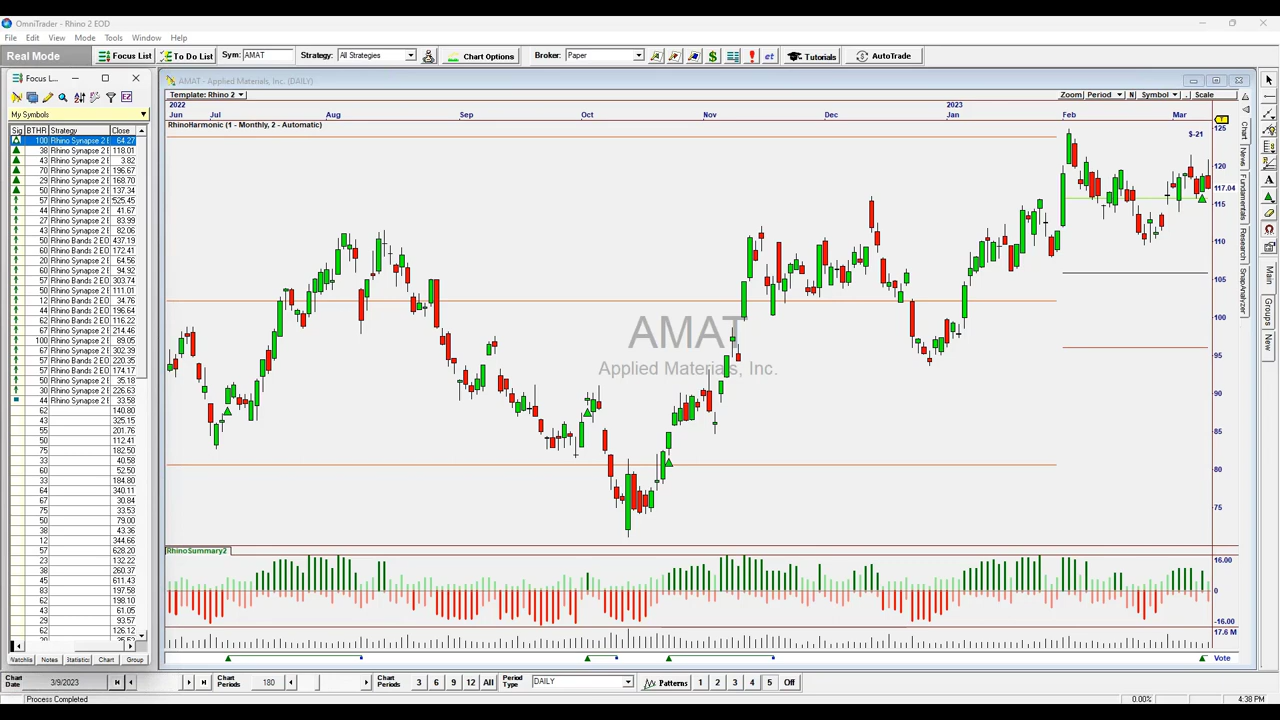 OmniTrader - Rhino 2 EOD
File Edit View Mode Tools Window Help
Real Mode Focus List To Do List Sym: AMAT Strategy: All Strategies Chart Options Broker: Paper $ et Tutorials AutoTrade
Focus L... AMAT - Applied Materials, Inc. (DAILY)
Template: Rhino 2 Zoom Period N Symbol . Scale
My Symbols
2022 2023
Jun Jul Aug Sep Oct Nov Dec Jan Feb Mar
RhinoHarmonic (1 - Monthly, 2 - Automatic)
Sig BTHR Strategy Close
100 Rhino Synapse 2 E 64.27
38 Rhino Synapse 2 E 118.01
43 Rhino Synapse 2 E 3.82
70 Rhino Synapse 2 E 196.67
29 Rhino Synapse 2 E 168.70
50 Rhino Synapse 2 E 137.34
57 Rhino Synapse 2 E 525.45
44 Rhino Synapse 2 E 41.67
27 Rhino Synapse 2 E 83.99
43 Rhino Synapse 2 E 82.06
50 Rhino Bands 2 EO 437.19
60 Rhino Bands 2 EO 172.41
20 Rhino Synapse 2 E 64.56
60 Rhino Synapse 2 E 94.92
57 Rhino Synapse 2 E 303.74
50 Rhino Synapse 2 E 111.01
12 Rhino Bands 2 EO 34.76
44 Rhino Bands 2 EO 196.64
62 Rhino Bands 2 EO 116.22
67 Rhino Synapse 2 E 214.46
100 Rhino Synapse 2 E 89.05
67 Rhino Synapse 2 E 302.39
57 Rhino Bands 2 EO 220.35
57 Rhino Bands 2 EO 174.17
50 Rhino Synapse 2 E 35.18
30 Rhino Synapse 2 E 226.63
44 Rhino Synapse 2 E 33.58
62 140.80
43 325.15
55 201.76
50 112.41
75 182.50
38 40.58
60 52.50
33 184.80
64 340.11
67 30.84
75 33.53
50 79.00
38 43.36
12 344.66
57 628.20
23 132.22
38 260.37
45 611.43
83 197.58
62 198.10
43 61.05
29 93.57
62 126.12
Watchlis Notes Statistics Chart Group
AMAT
Applied Materials, Inc.
$-21
125
120
117.04
115
110
105
100
95
90
85
80
75
RhinoSummary2
16.00
0
-16.00
17.6 M
Vote
Chart
News
Fundamentals
Research
SnapAnalyzer
Main
Groups
New
Chart Date 3/9/2023 Chart Periods 180 Chart Periods: 3 6 9 12 All Period Type DAILY Patterns 1 2 3 4 5 Off
Process Completed 0.00% 4:38 PM